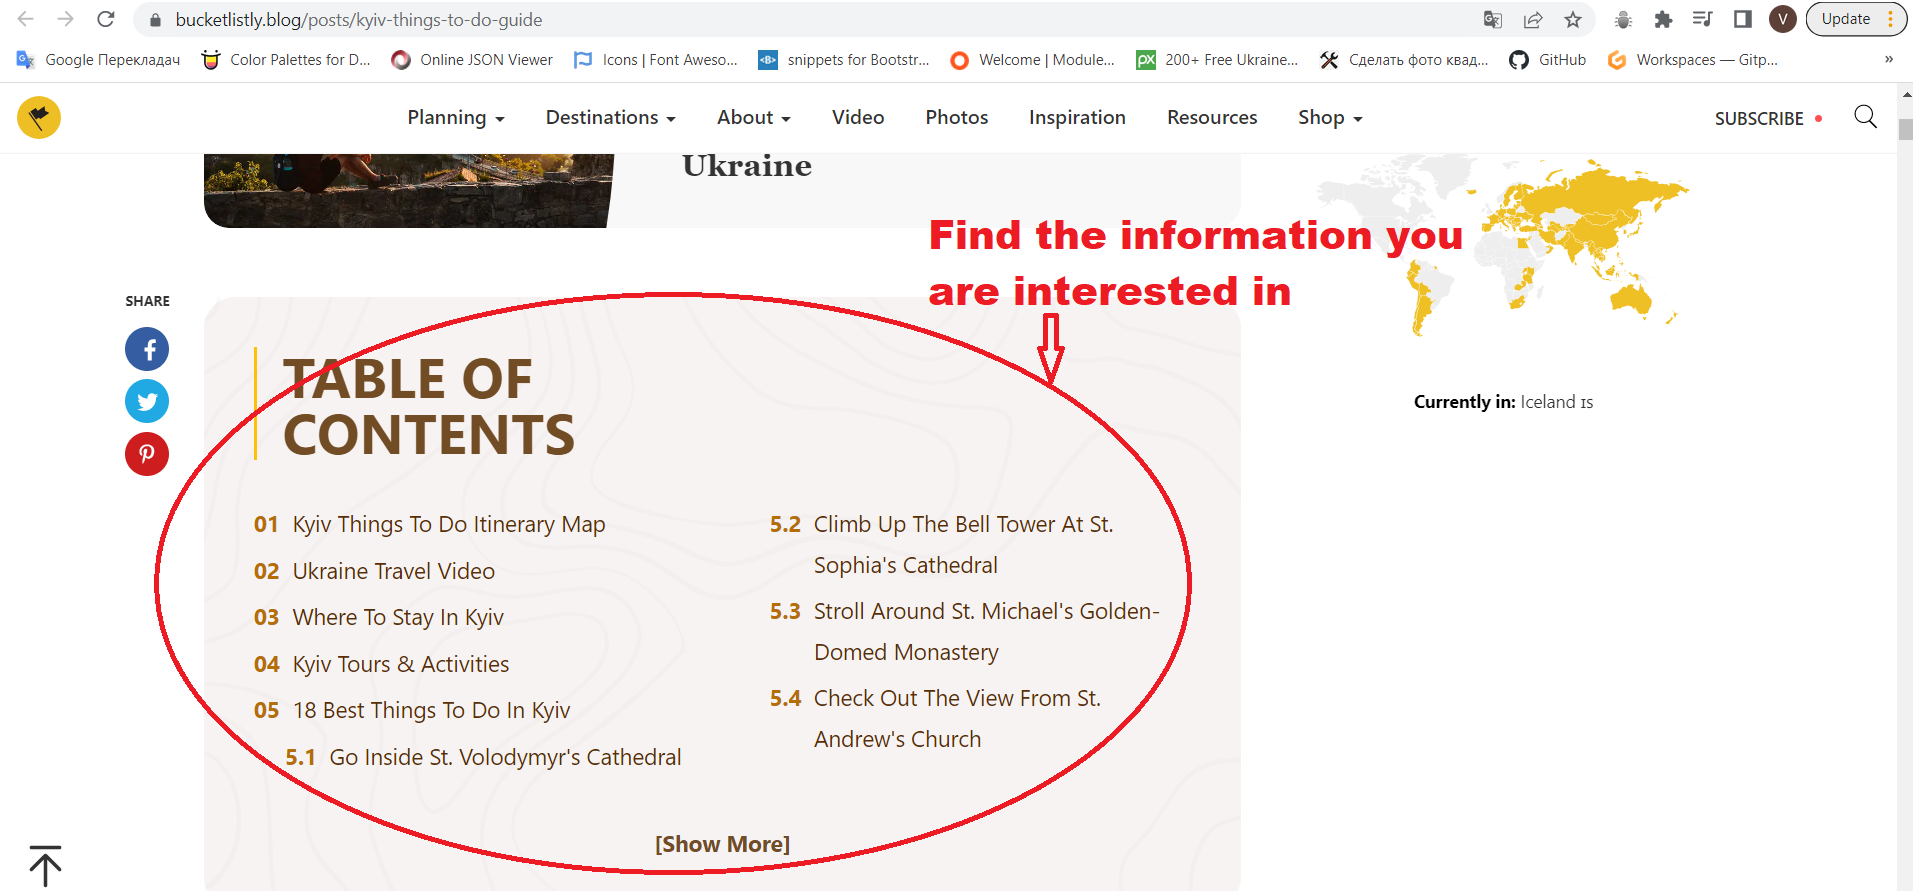 bucketlistly.blog/posts/kyiv-things-to-do-guide
V
Update
Google Перекладач
Color Palettes for D...
Online JSON Viewer
Icons | Font Aweso...
<B>
snippets for Bootstr...
Welcome | Module...
px
200+ Free Ukraine...
Сделать фото квад...
GitHub
Workspaces — Gitp...
»
Planning
Destinations
About
Video
Photos
Inspiration
Resources
Shop
SUBSCRIBE
Ukraine
Find the information you
are interested in
SHARE
Currently in: Iceland IS
TABLE OF
CONTENTS
01 Kyiv Things To Do Itinerary Map
02 Ukraine Travel Video
03 Where To Stay In Kyiv
04 Kyiv Tours & Activities
05 18 Best Things To Do In Kyiv
5.1 Go Inside St. Volodymyr's Cathedral
5.2 Climb Up The Bell Tower At St.
Sophia's Cathedral
5.3 Stroll Around St. Michael's Golden-
Domed Monastery
5.4 Check Out The View From St.
Andrew's Church
[Show More]